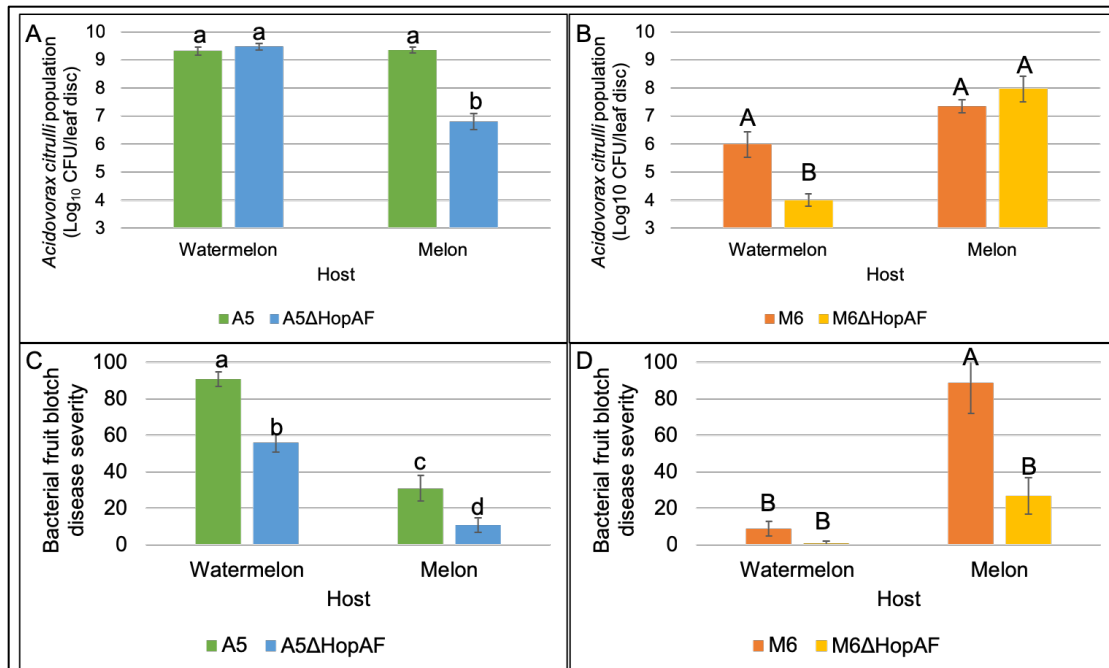 A
Acidovorax citrulli population
(Log₁₀ CFU/leaf disc)
10
9
8
7
6
5
4
3
a
a
a
b
Watermelon
Melon
Host
A5
A5ΔHopAF
B
Acidovorax citrulli population
(Log10 CFU/leaf disc)
10
9
8
7
6
5
4
3
A
B
A
A
Watermelon
Melon
Host
M6
M6ΔHopAF
C
Bacterial fruit blotch
disease severity
100
80
60
40
20
0
a
b
c
d
Watermelon
Melon
Host
A5
A5ΔHopAF
D
Bacterial fruit blotch
disease severity
100
80
60
40
20
0
B
B
A
B
Watermelon
Melon
Host
M6
M6ΔHopAF